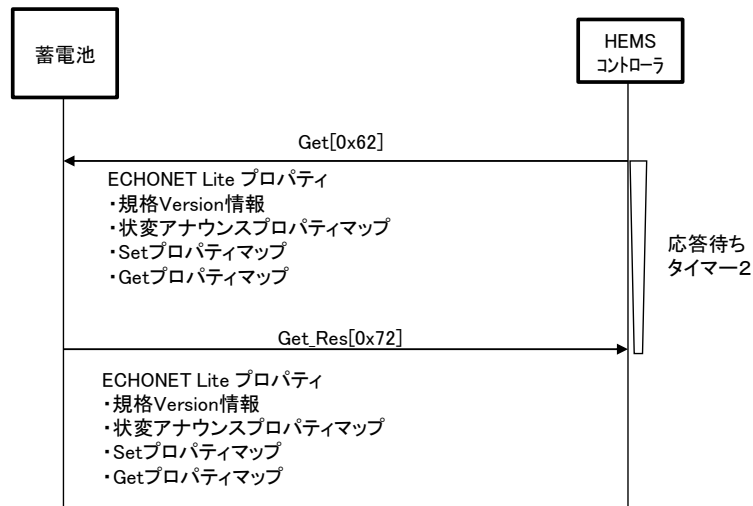 蓄電池
HEMS
コントローラ
Get[0x62]
ECHONET Lite プロパティ
・規格Version情報
・状変アナウンスプロパティマップ
・Setプロパティマップ
・Getプロパティマップ
応答待ち
タイマー2
Get_Res[0x72]
ECHONET Lite プロパティ
・規格Version情報
・状変アナウンスプロパティマップ
・Setプロパティマップ
・Getプロパティマップ